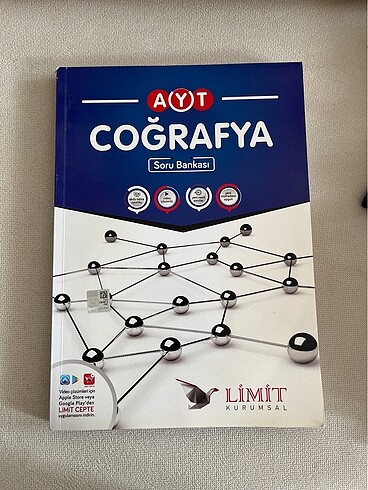 AYT
COĞRAFYA
Soru Bankası
Video çözümleri için
Apple Store veya
Google Play'den
LİMİT CEPTE
uygulamasını indirin.
LİMİT
KURUMSAL